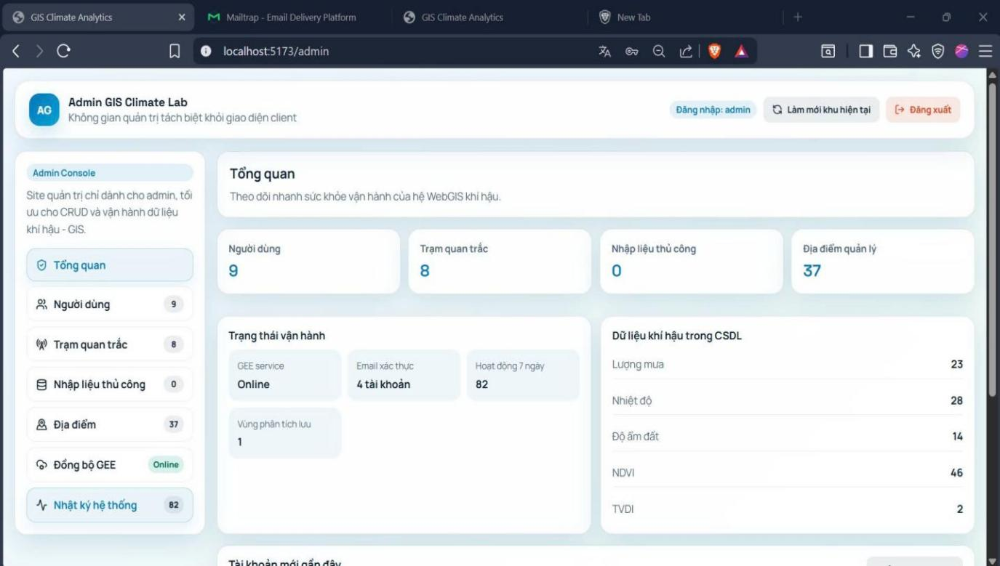 GIS Climate Analytics
Mailtrap - Email Delivery Platform
GIS Climate Analytics
New Tab
localhost:5173/admin
AG
Admin GIS Climate Lab
Không gian quản trị tách biệt khỏi giao diện client
Đăng nhập: admin
Làm mới khu hiện tại
Đăng xuất
Admin Console
Site quản trị chỉ dành cho admin, tối
ưu cho CRUD và vận hành dữ liệu
khí hậu - GIS.
Tổng quan
Người dùng 9
Trạm quan trắc 8
Nhập liệu thủ công 0
Địa điểm 37
Đồng bộ GEE Online
Nhật ký hệ thống 82
Tổng quan
Theo dõi nhanh sức khỏe vận hành của hệ WebGIS khí hậu.
Người dùng
9
Trạm quan trắc
8
Nhập liệu thủ công
0
Địa điểm quản lý
37
Trạng thái vận hành
GEE service
Online
Email xác thực
4 tài khoản
Hoạt động 7 ngày
82
Vùng phân tích lưu
1
Dữ liệu khí hậu trong CSDL
Lượng mưa 23
Nhiệt độ 28
Độ ẩm đất 14
NDVI 46
TVDI 2
Tài khoản mới gần đây